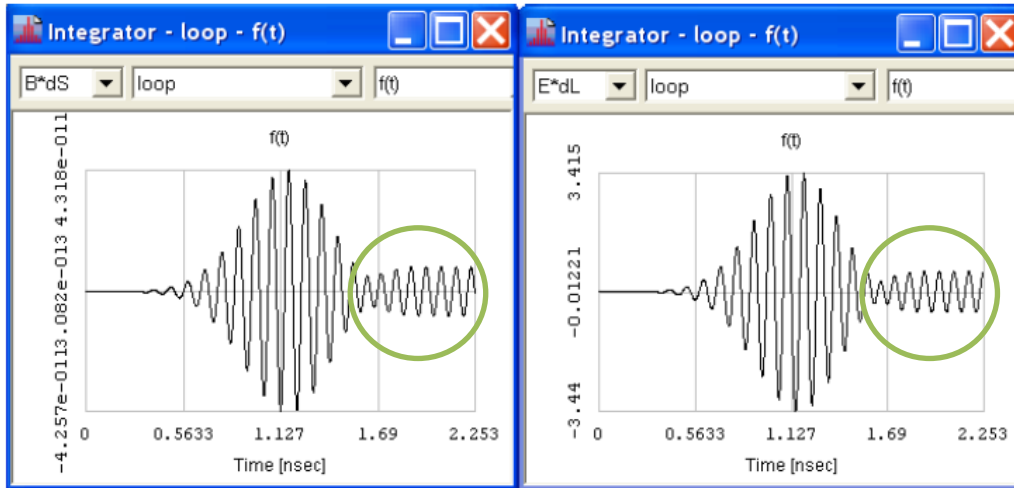 Integrator - loop - f(t)
B*dS loop f(t)
f(t)
-4.257e-0113.082e-013 4.318e-011
0 0.5633 1.127 1.69 2.253
Time [nsec]
Integrator - loop - f(t)
E*dL loop f(t)
f(t)
-3.44 -0.01221 3.415
0 0.5633 1.127 1.69 2.253
Time [nsec]